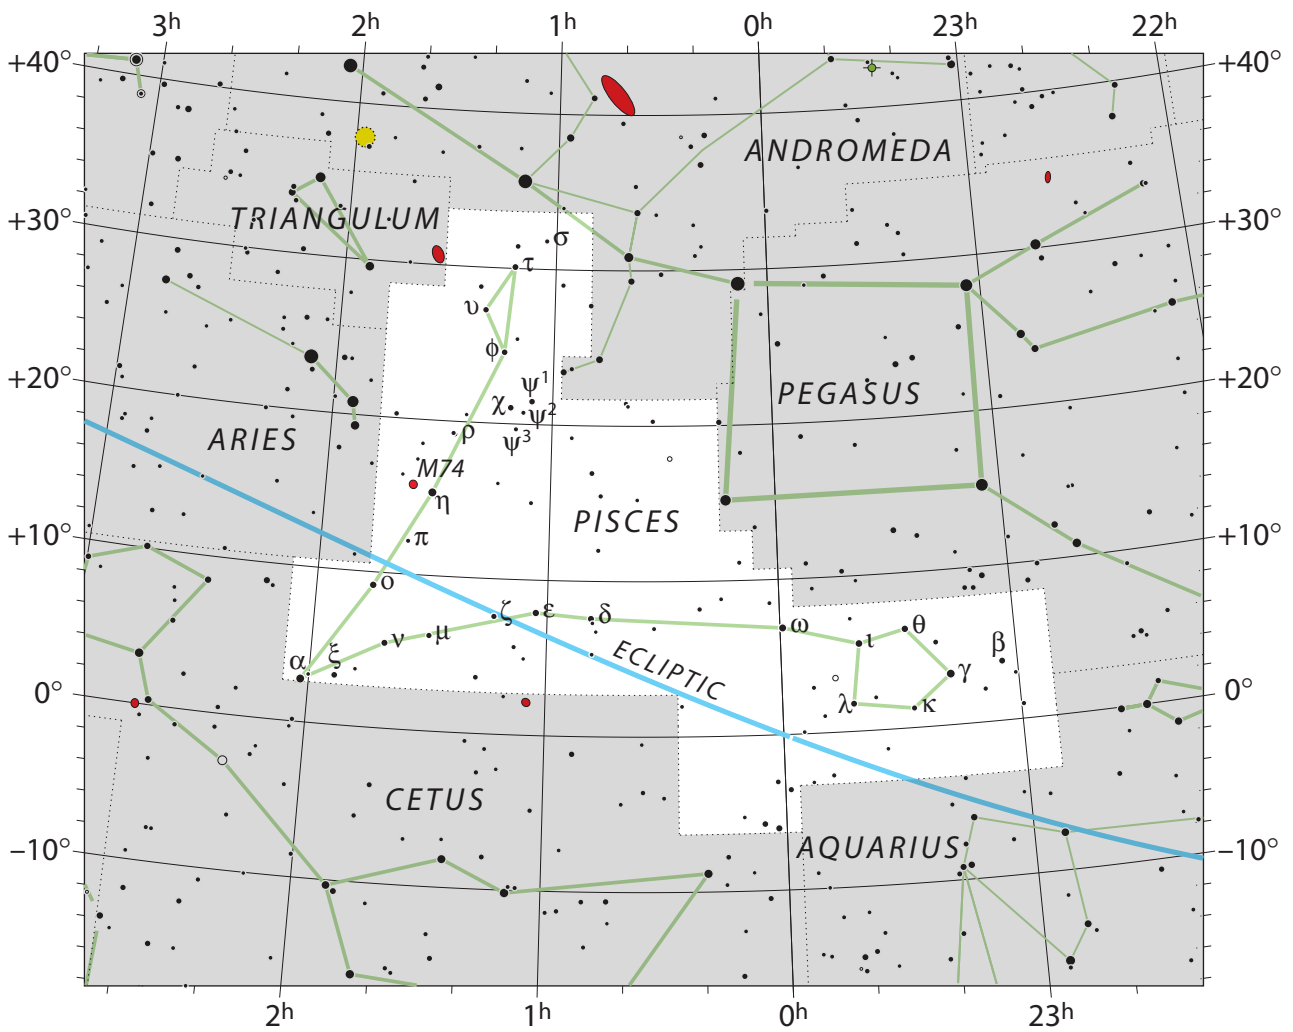 3h 2h 1h 0h 23h 22h
+40° +40°
ANDROMEDA
+30° TRIANGULUM +30°
σ
τ
υ
φ
+20° ψ¹ PEGASUS +20°
χ ψ²
ARIES ρ ψ³
M74
η
PISCES
+10° π +10°
ο
ζ ε δ ω θ
ν μ ι β
α ξ ECLIPTIC γ
0° λ κ 0°
CETUS
−10° AQUARIUS −10°
2h 1h 0h 23h